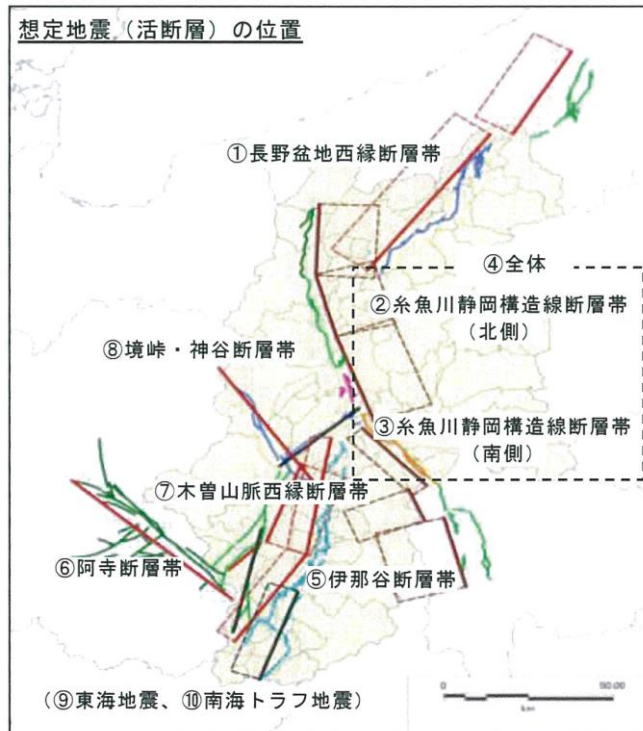 想定地震（活断層）の位置
①長野盆地西縁断層帯
④全体
②糸魚川静岡構造線断層帯
（北側）
⑧境峠・神谷断層帯
③糸魚川静岡構造線断層帯
（南側）
⑦木曽山脈西縁断層帯
⑥阿寺断層帯
⑤伊那谷断層帯
（⑨東海地震、⑩南海トラフ地震）
0 50.00
km